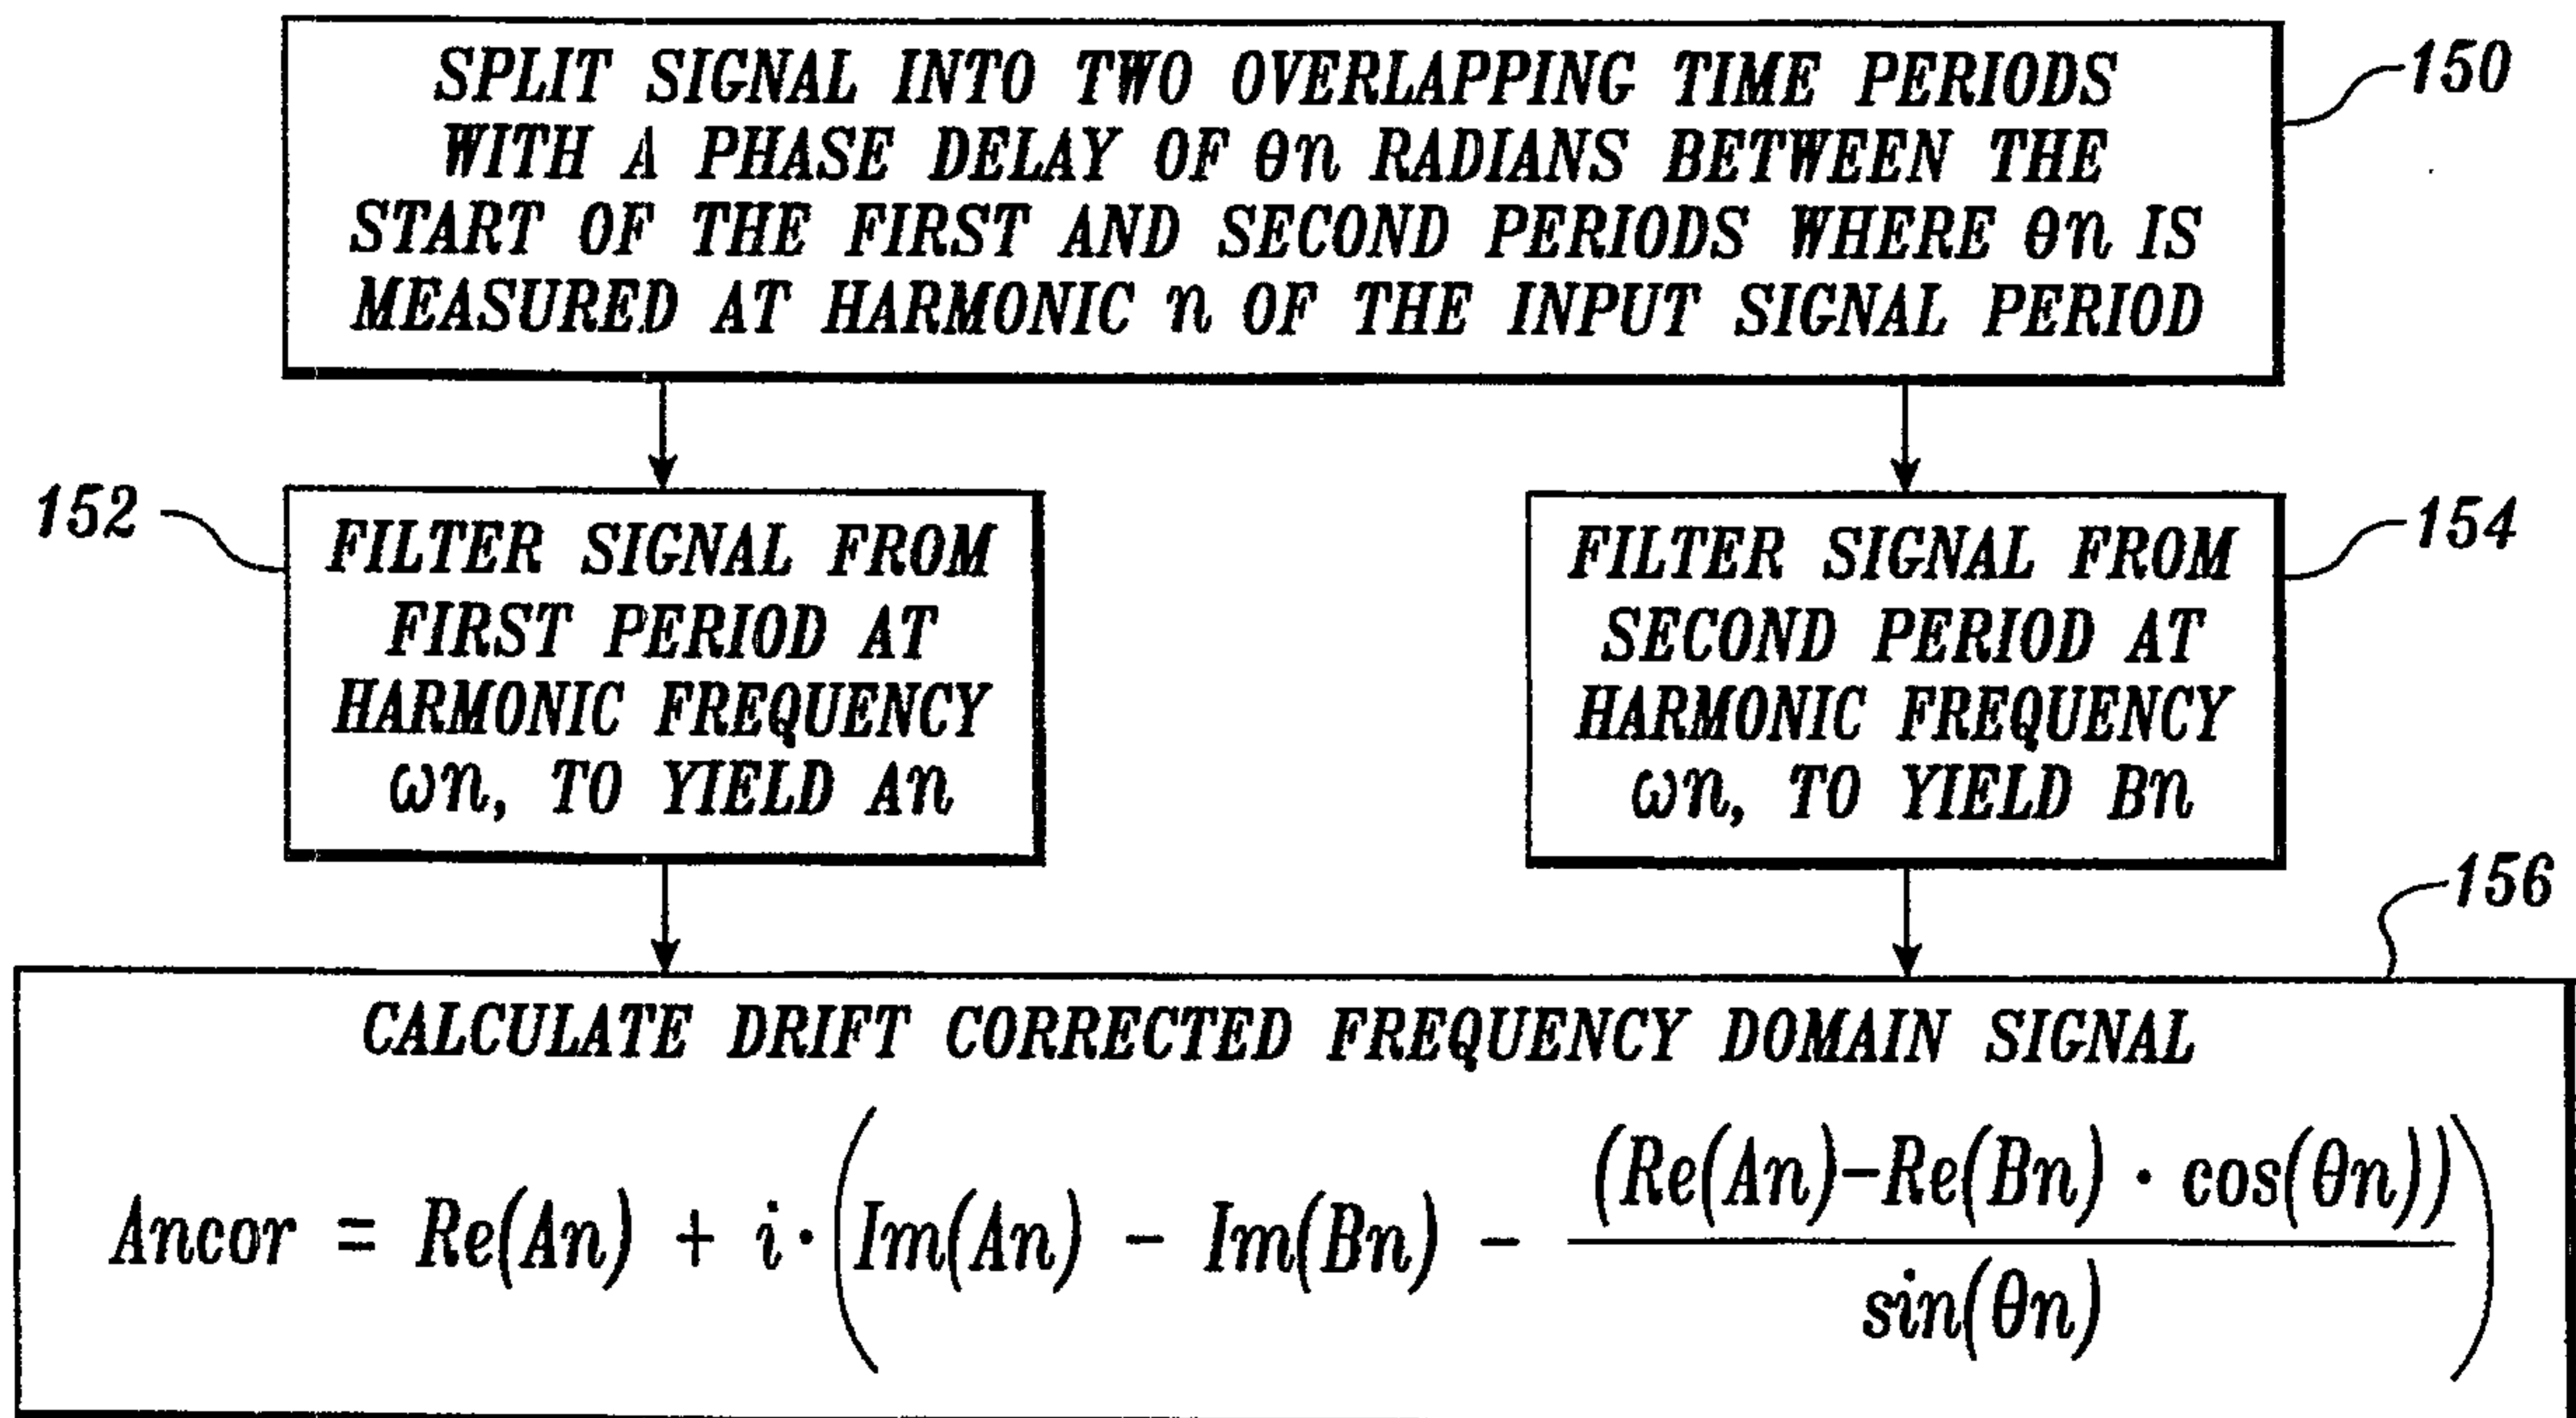 SPLIT SIGNAL INTO TWO OVERLAPPING TIME PERIODS
WITH A PHASE DELAY OF θn RADIANS BETWEEN THE
START OF THE FIRST AND SECOND PERIODS WHERE θn IS
MEASURED AT HARMONIC n OF THE INPUT SIGNAL PERIOD
150
152
FILTER SIGNAL FROM
FIRST PERIOD AT
HARMONIC FREQUENCY
ωn, TO YIELD An
FILTER SIGNAL FROM
SECOND PERIOD AT
HARMONIC FREQUENCY
ωn, TO YIELD Bn
154
156
CALCULATE DRIFT CORRECTED FREQUENCY DOMAIN SIGNAL
Ancor = Re(An) + i·(Im(An) - Im(Bn) - (Re(An)-Re(Bn) · cos(θn))
sin(θn) )